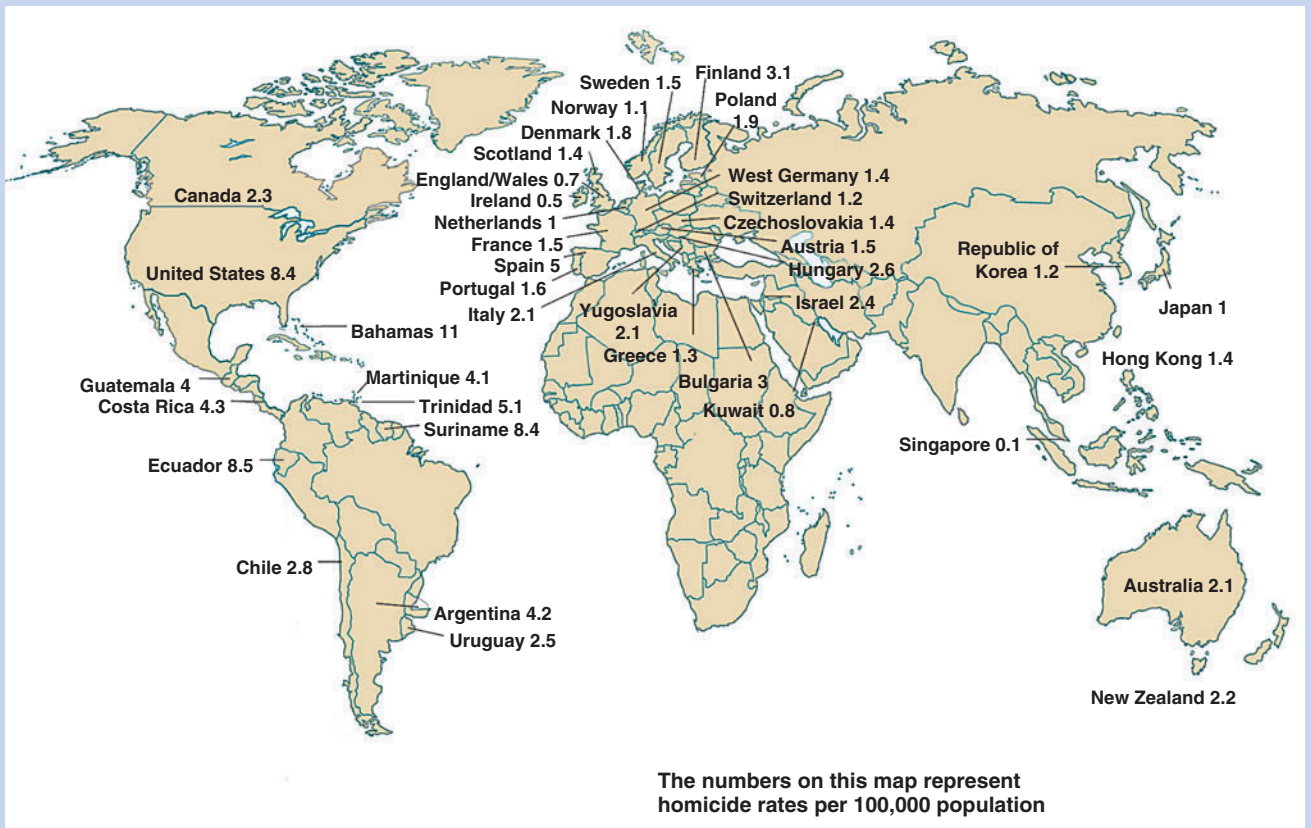 Sweden 1.5
Finland 3.1
Norway 1.1
Poland
1.9
Denmark 1.8
Scotland 1.4
England/Wales 0.7
Ireland 0.5
Netherlands 1
France 1.5
Spain 5
Portugal 1.6
Italy 2.1
West Germany 1.4
Switzerland 1.2
Czechoslovakia 1.4
Austria 1.5
Hungary 2.6
Israel 2.4
Yugoslavia
2.1
Greece 1.3
Bulgaria 3
Kuwait 0.8
Canada 2.3
United States 8.4
Bahamas 11
Guatemala 4
Costa Rica 4.3
Martinique 4.1
Trinidad 5.1
Suriname 8.4
Ecuador 8.5
Chile 2.8
Argentina 4.2
Uruguay 2.5
Republic of
Korea 1.2
Japan 1
Hong Kong 1.4
Singapore 0.1
Australia 2.1
New Zealand 2.2
The numbers on this map represent
homicide rates per 100,000 population